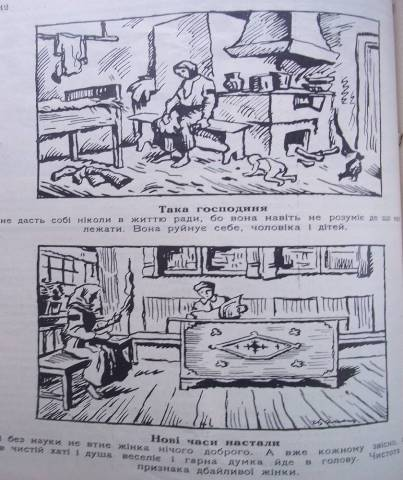 42
Така господиня
не дасть собі ніколи в життю ради, бо вона навіть не розуміє де що
лежати. Вона руйнує себе, чоловіка і дітей.
Нові часи настали
І без науки не втне жінка нічого доброго. А вже кожному звісно,
в чистій хаті і душа веселіє і гарна думка йде в голову. Чистота
признака дбайливої жінки.